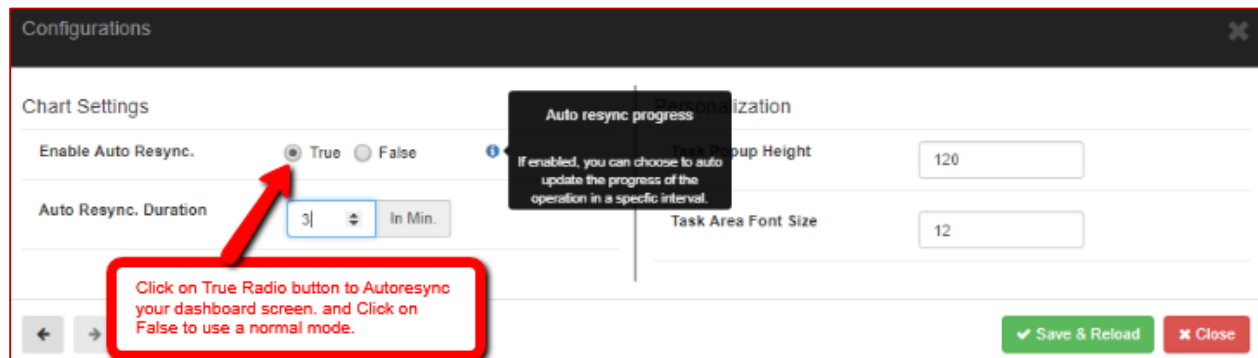 Configurations
Chart Settings
Enable Auto Resync.
True
False
Auto Resync. Duration
3
In Min.
Auto resync progress
If enabled, you can choose to auto
update the progress of the
operation in a specfic interval.
Personalization
Task Popup Height
120
Task Area Font Size
12
Click on True Radio button to Autoresync
your dashboard screen. and Click on
False to use a normal mode.
Save & Reload
Close